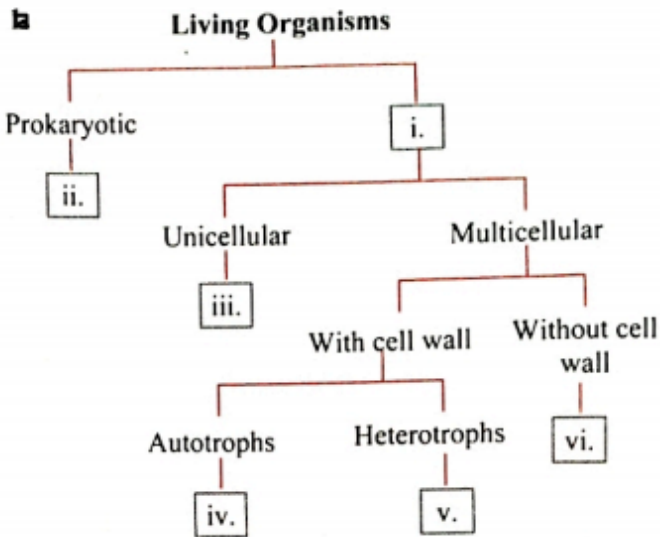 Living Organisms
Prokaryotic
i.
ii.
Unicellular
Multicellular
iii.
With cell wall
Without cell
wall
Autotrophs
Heterotrophs
vi.
iv.
v.